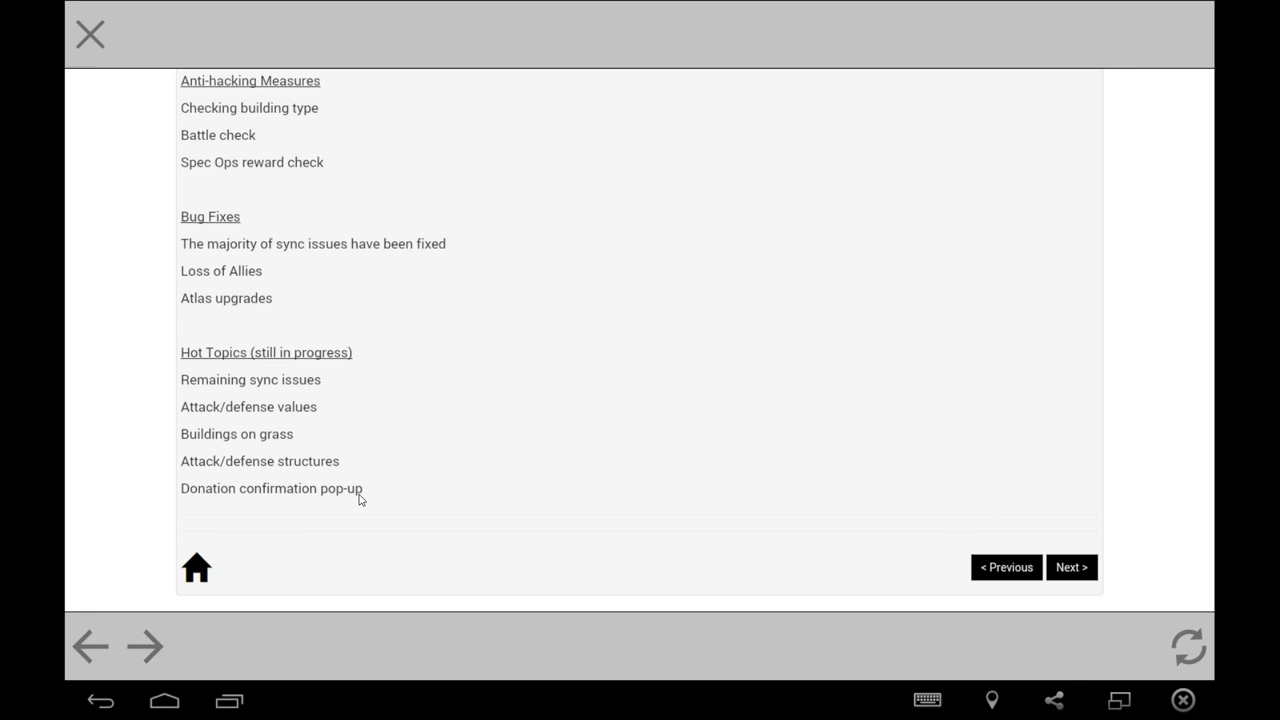 Anti-hacking Measures
Checking building type
Battle check
Spec Ops reward check
Bug Fixes
The majority of sync issues have been fixed
Loss of Allies
Atlas upgrades
Hot Topics (still in progress)
Remaining sync issues
Attack/defense values
Buildings on grass
Attack/defense structures
Donation confirmation pop-up
< Previous Next >